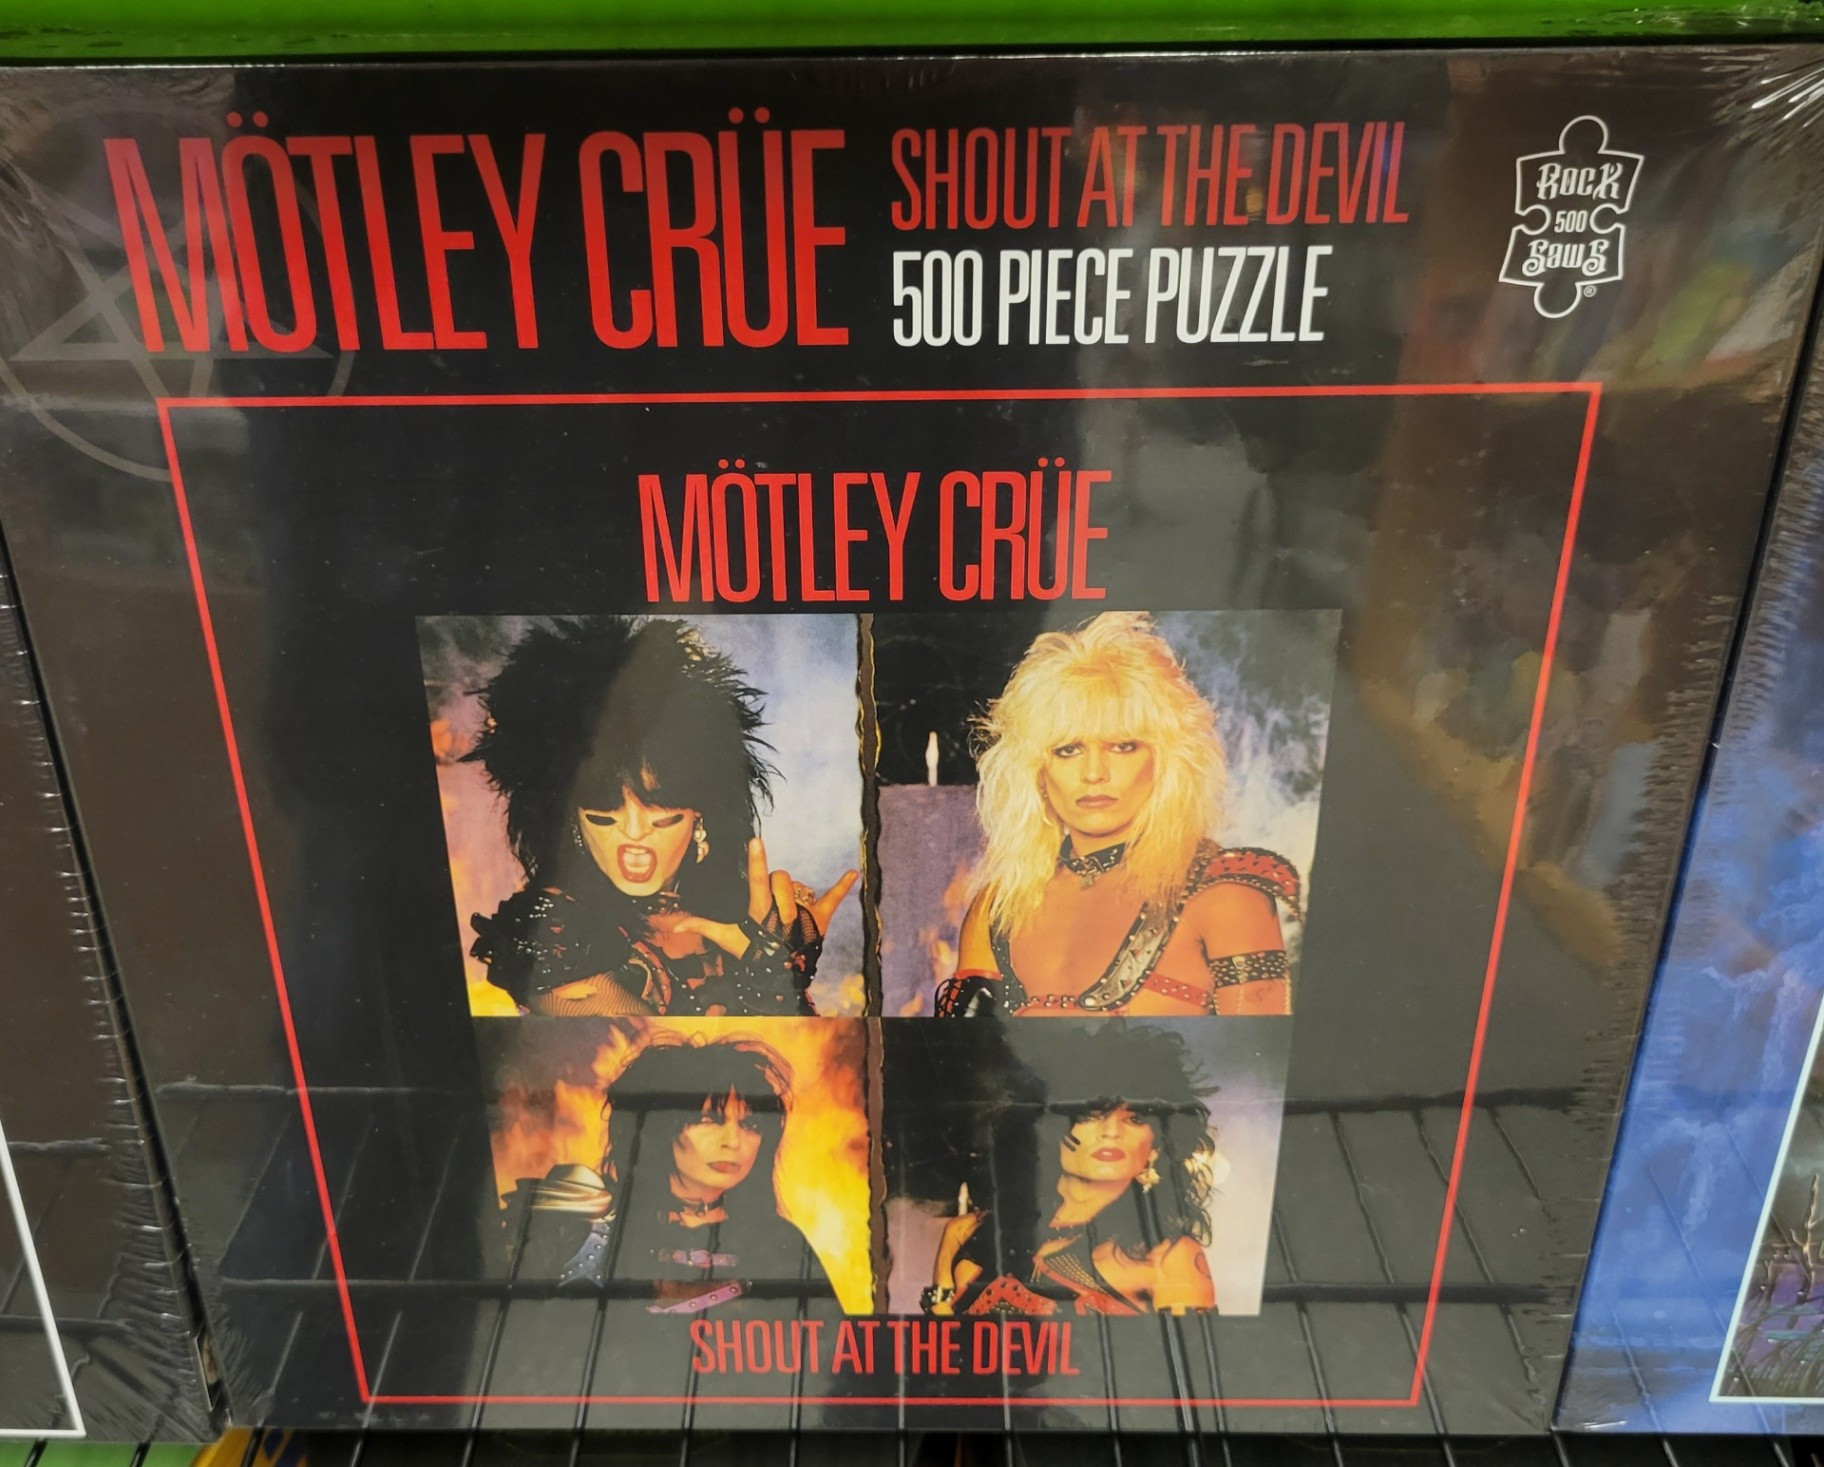 MÖTLEY CRÜE
SHOUT AT THE DEVIL
500 PIECE PUZZLE
ROCK
500
SAWS
®
MÖTLEY CRÜE
SHOUT AT THE DEVIL